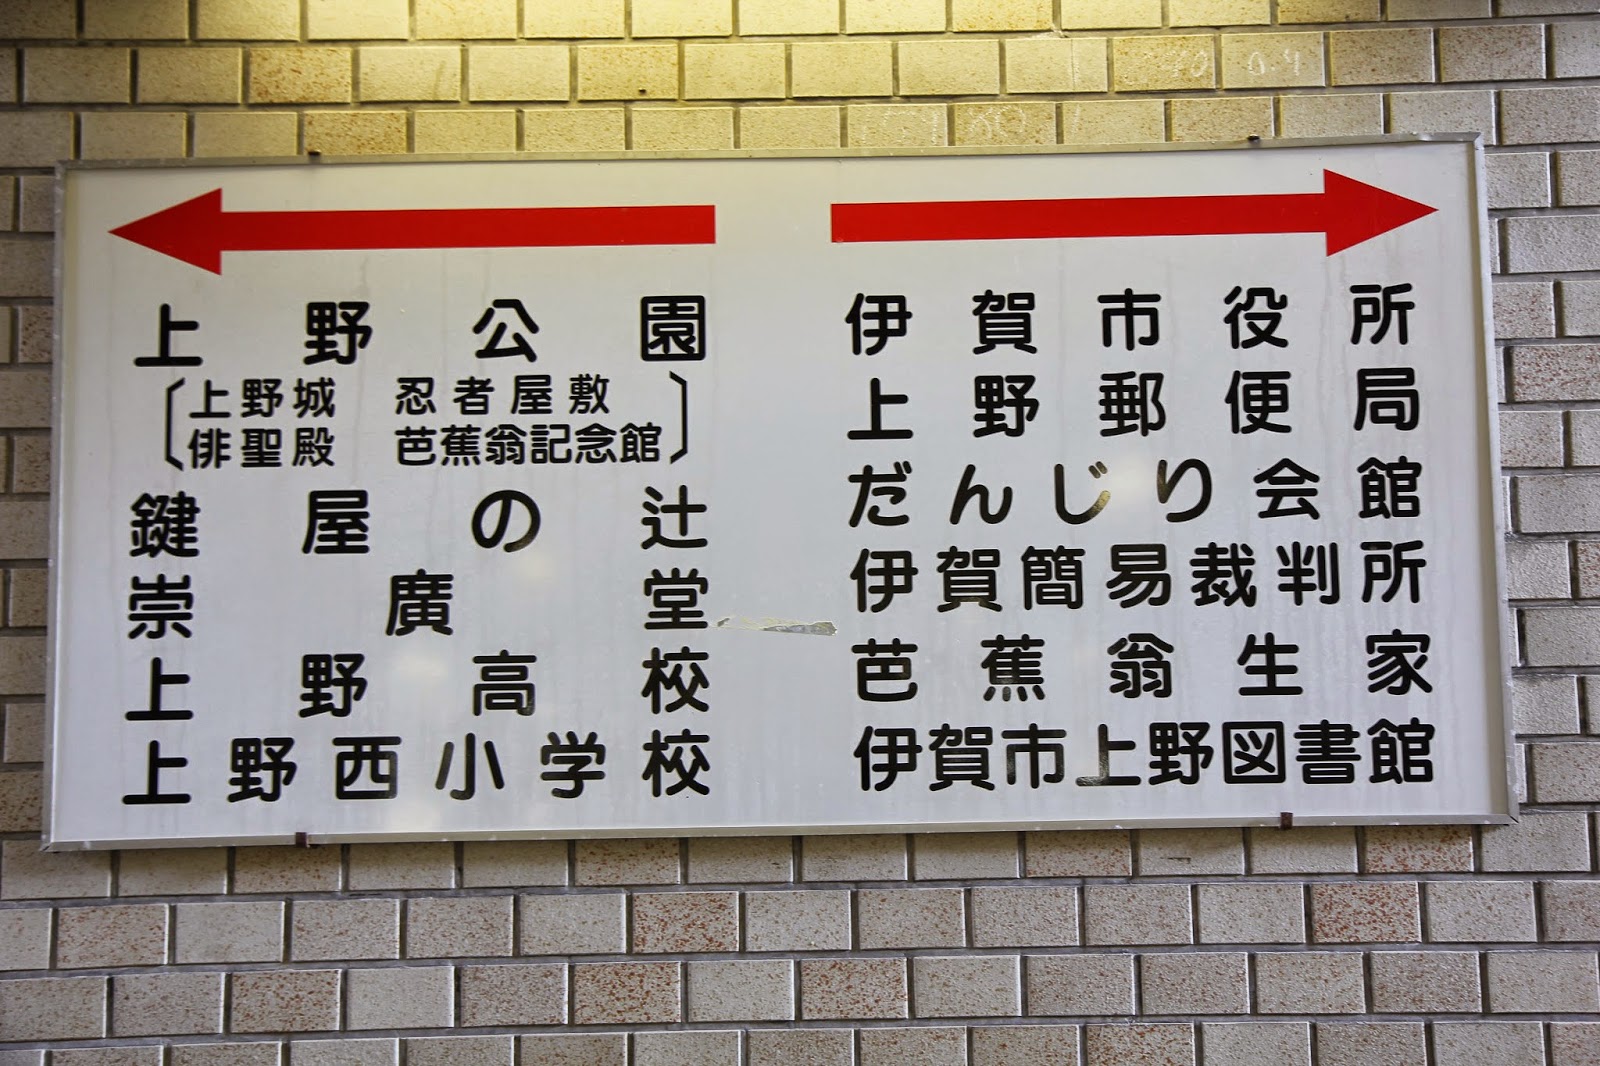 上野公園
〔上野城 忍者屋敷
俳聖殿 芭蕉翁記念館〕
鍵屋の辻
崇廣堂
上野高校
上野西小学校
伊賀市役所
上野郵便局
だんじり会館
伊賀簡易裁判所
芭蕉翁生家
伊賀市上野図書館